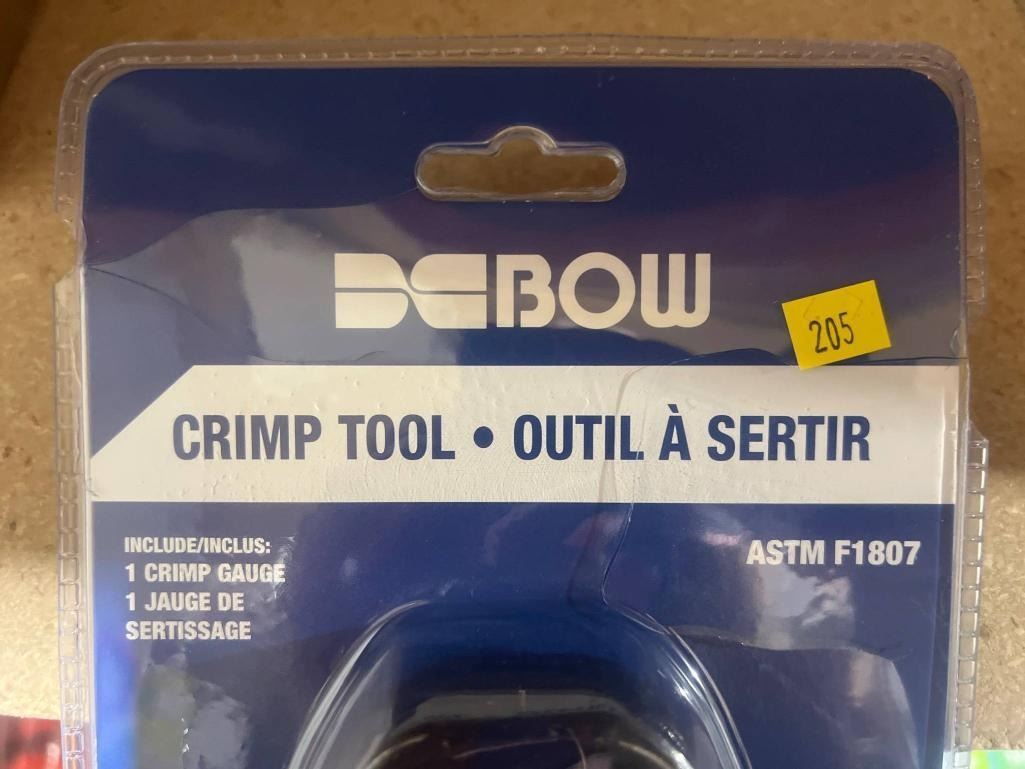 BOW
205
CRIMP TOOL • OUTIL À SERTIR
INCLUDE/INCLUS:
1 CRIMP GAUGE
1 JAUGE DE
SERTISSAGE
ASTM F1807